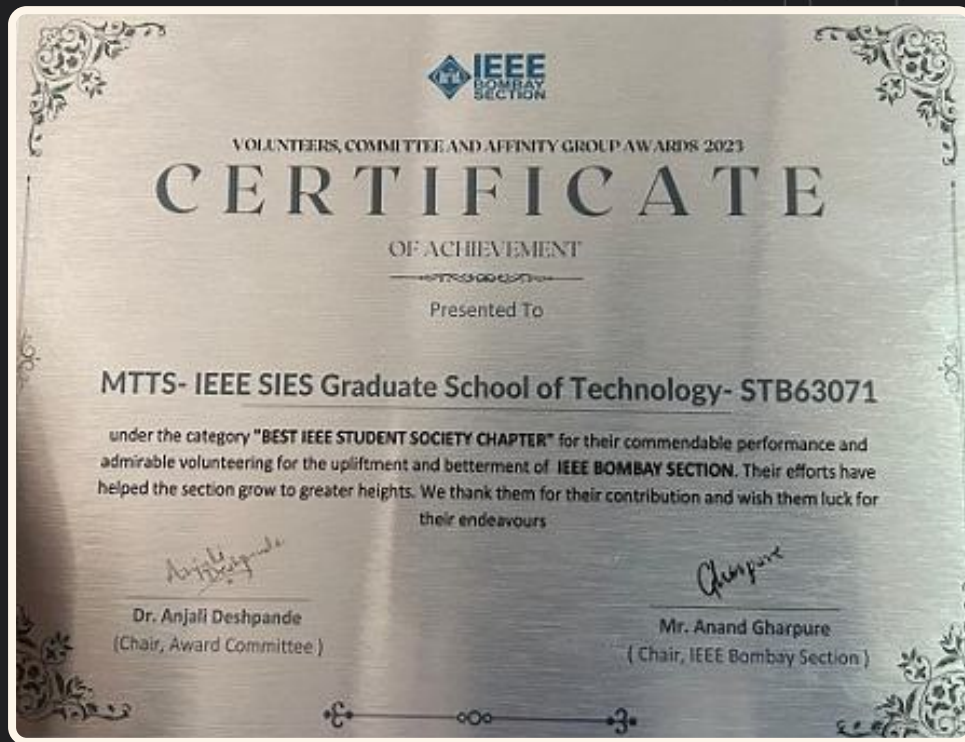 IEEE
BOMBAY
SECTION
VOLUNTEERS, COMMITTEE AND AFFINITY GROUP AWARDS 2023
CERTIFICATE
OF ACHIEVEMENT
Presented To
MTTS- IEEE SIES Graduate School of Technology- STB63071
under the category "BEST IEEE STUDENT SOCIETY CHAPTER" for their commendable performance and
admirable volunteering for the upliftment and betterment of IEEE BOMBAY SECTION. Their efforts have
helped the section grow to greater heights. We thank them for their contribution and wish them luck for
their endeavours
Anjali
Deshpande
Gharpure
Dr. Anjali Deshpande
Mr. Anand Gharpure
(Chair, Award Committee )
( Chair, IEEE Bombay Section )